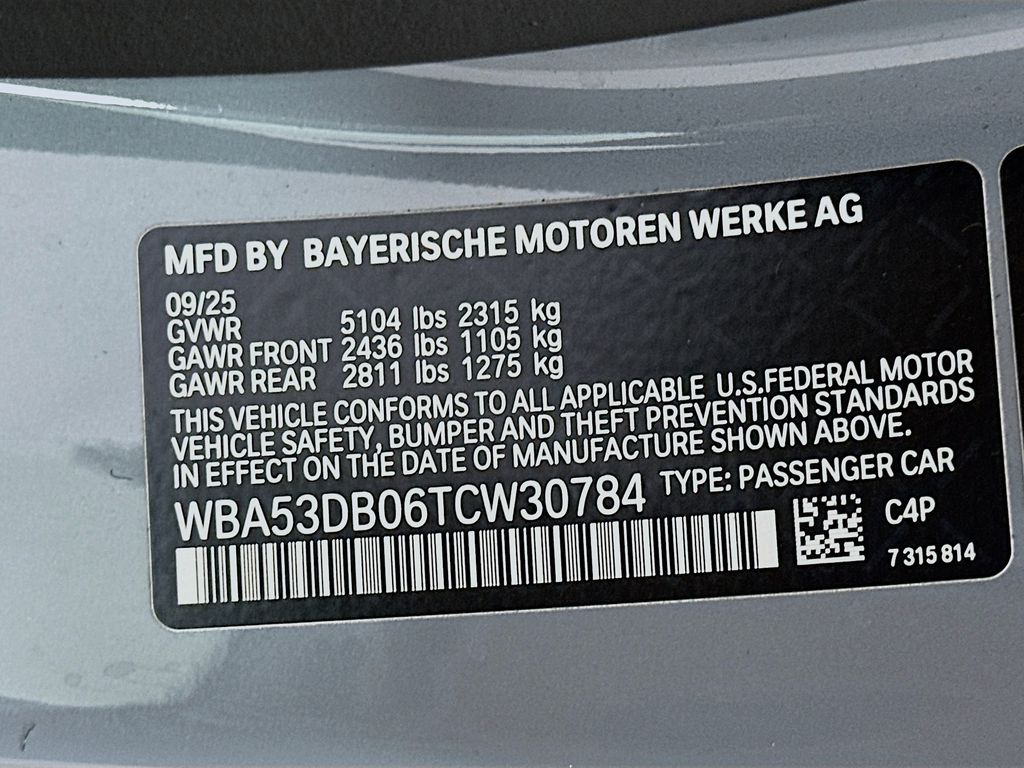 MFD BY BAYERISCHE MOTOREN WERKE AG
09/25
GVWR 5104 lbs 2315 kg
GAWR FRONT 2436 lbs 1105 kg
GAWR REAR 2811 lbs 1275 kg
THIS VEHICLE CONFORMS TO ALL APPLICABLE U.S.FEDERAL MOTOR
VEHICLE SAFETY, BUMPER AND THEFT PREVENTION STANDARDS
IN EFFECT ON THE DATE OF MANUFACTURE SHOWN ABOVE.
WBA53DB06TCW30784 TYPE: PASSENGER CAR
C4P
7 315 814